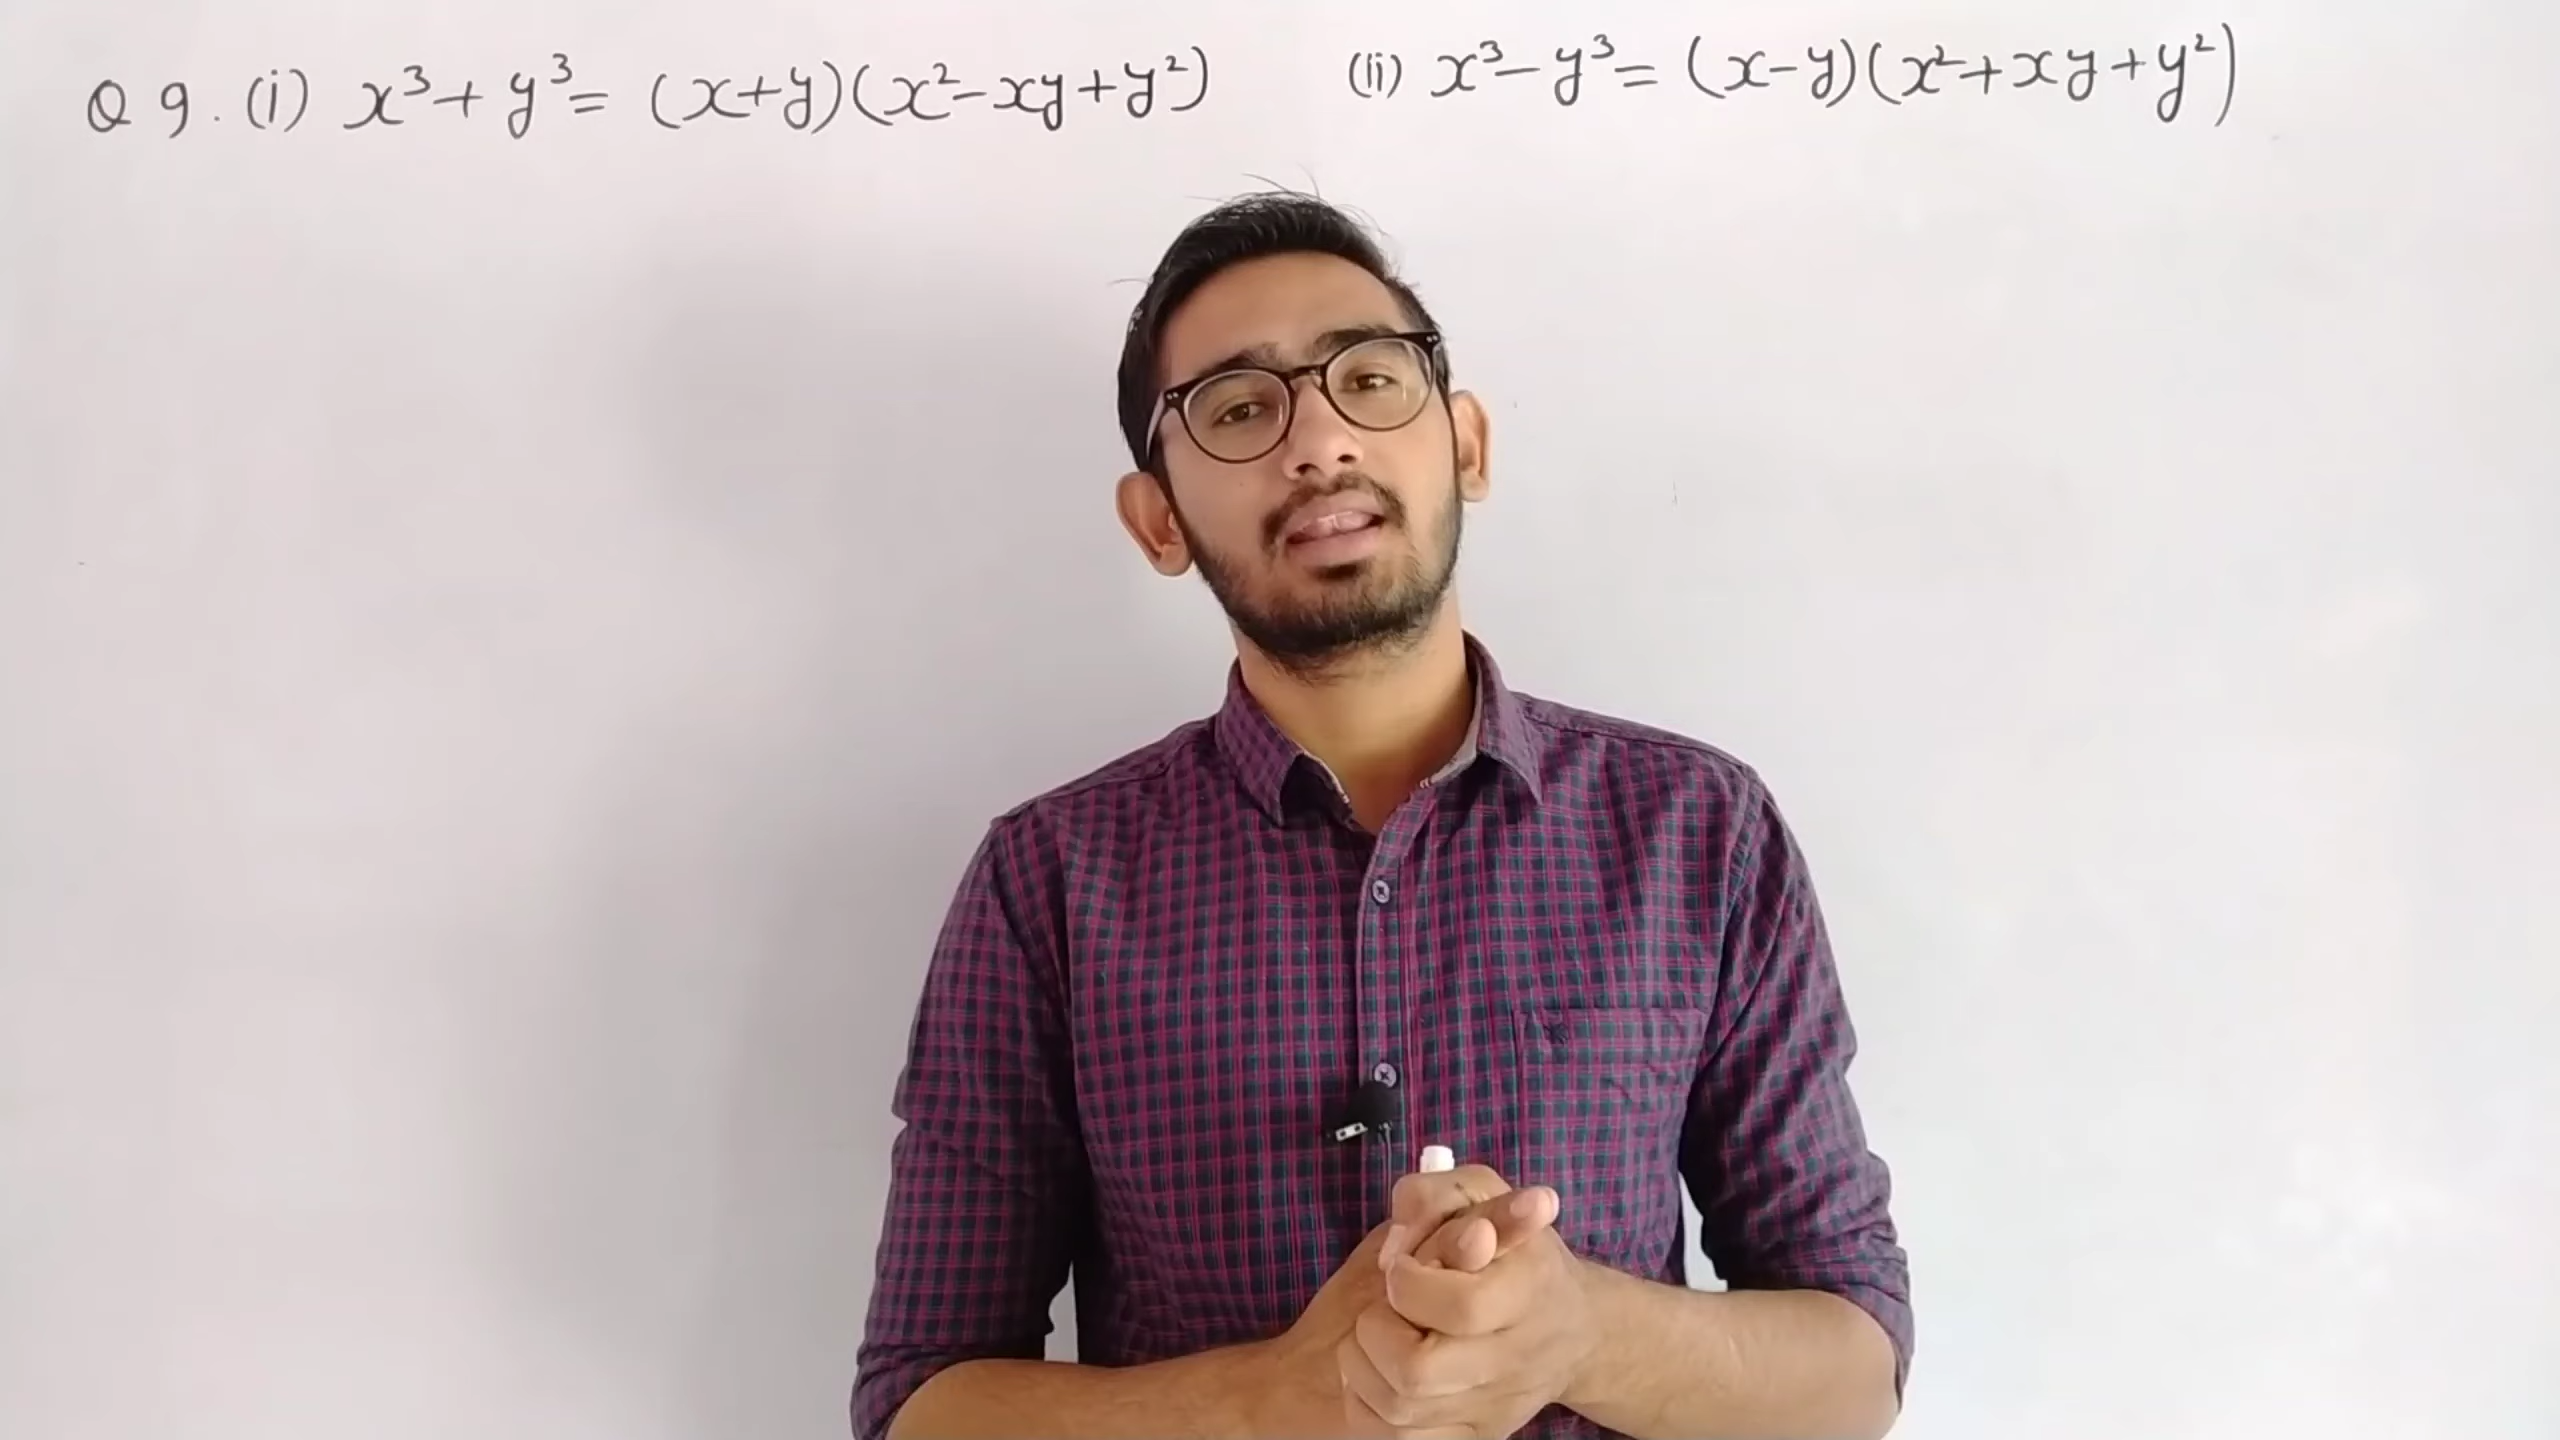 Q 9. (i) x³ + y³ = (x+y)(x² - xy + y²) (ii) x³ - y³ = (x-y)(x² + xy + y²)